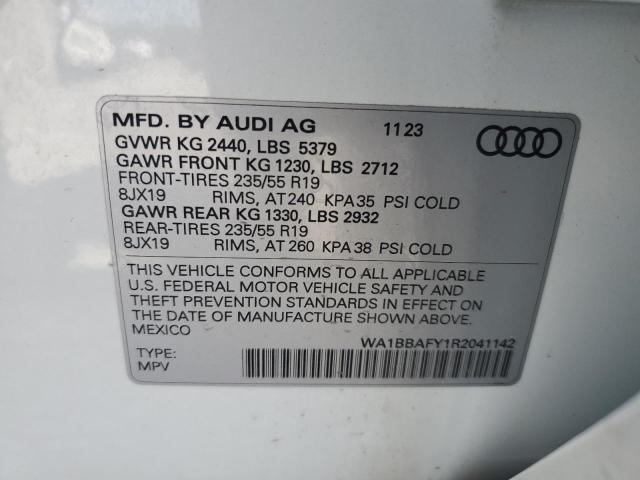 MFD. BY AUDI AG 11 23
GVWR KG 2440, LBS 5379
GAWR FRONT KG 1230, LBS 2712
FRONT-TIRES 235/55 R19
8JX19 RIMS, AT 240 KPA 35 PSI COLD
GAWR REAR KG 1330, LBS 2932
REAR-TIRES 235/55 R19
8JX19 RIMS, AT 260 KPA 38 PSI COLD
THIS VEHICLE CONFORMS TO ALL APPLICABLE
U.S. FEDERAL MOTOR VEHICLE SAFETY AND
THEFT PREVENTION STANDARDS IN EFFECT ON
THE DATE OF MANUFACTURE SHOWN ABOVE.
MEXICO
WA1BBAFY1R2041142
TYPE:
MPV